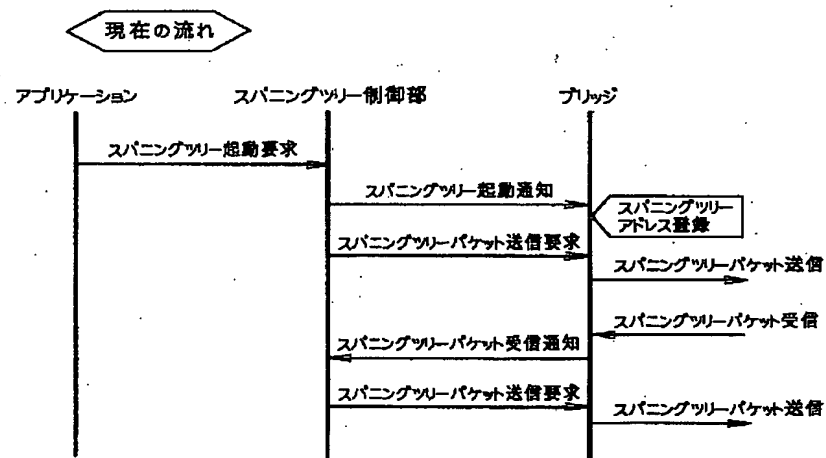 現在の流れ
アプリケーション
スパニングツリー制御部
ブリッジ
スパニングツリー起動要求
スパニングツリー起動通知
スパニングツリー
アドレス登録
スパニングツリーパケット送信要求
スパニングツリーパケット送信
スパニングツリーパケット受信
スパニングツリーパケット受信通知
スパニングツリーパケット送信要求
スパニングツリーパケット送信